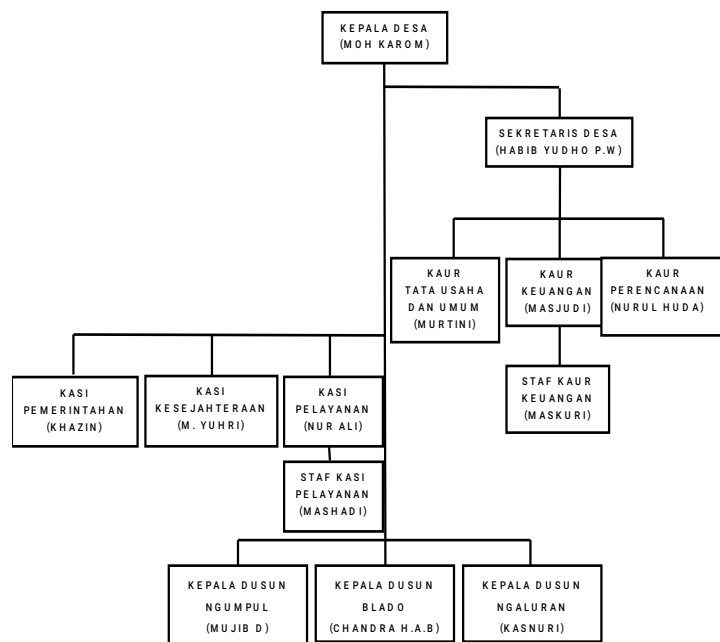 KEPALA DESA
(MOH KAROM)
SEKRETARIS DESA
(HABIB YUDHO P.W)
KAUR
TATA USAHA
DAN UMUM
(MURTINI)
KAUR
KEUANGAN
(MASJUDI)
KAUR
PERENCANAAN
(NURUL HUDA)
KASI
PEMERINTAHAN
(KHAZIN)
KASI
KESEJAHTERAAN
(M. YUHRI)
KASI
PELAYANAN
(NUR ALI)
STAF KAUR
KEUANGAN
(MASKURI)
STAF KASI
PELAYANAN
(MASHADI)
KEPALA DUSUN
NGUMPUL
(MUJIB D)
KEPALA DUSUN
BLADO
(CHANDRA H.A.B)
KEPALA DUSUN
NGALURAN
(KASNURI)